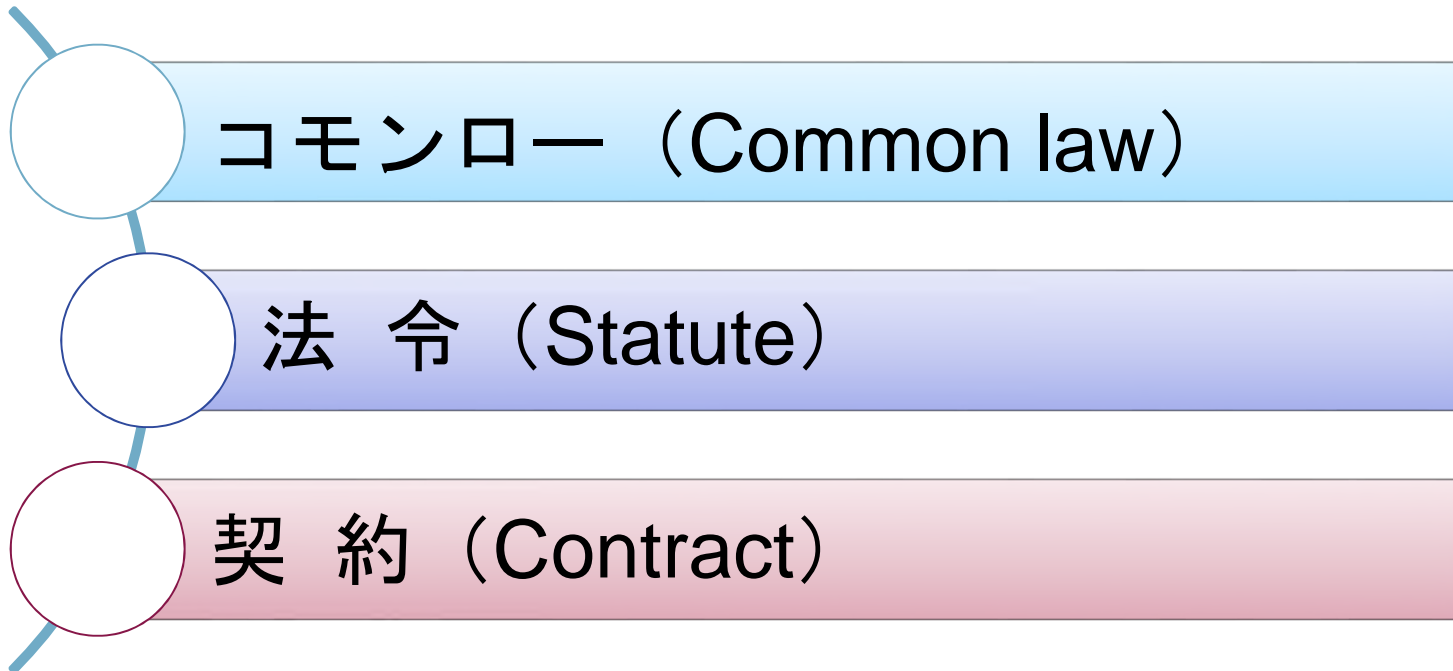 コモンロー（Common law）
法　令（Statute）
契　約（Contract）